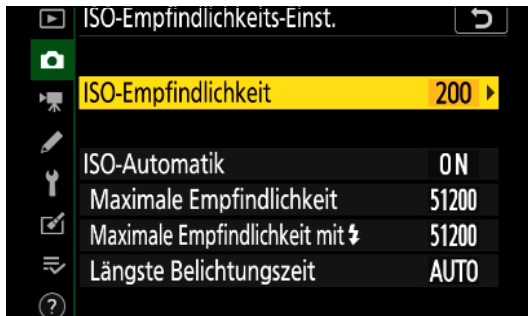 ISO-Empfindlichkeits-Einst.
ISO-Empfindlichkeit 200
ISO-Automatik ON
Maximale Empfindlichkeit 51200
Maximale Empfindlichkeit mit 51200
Längste Belichtungszeit AUTO
?